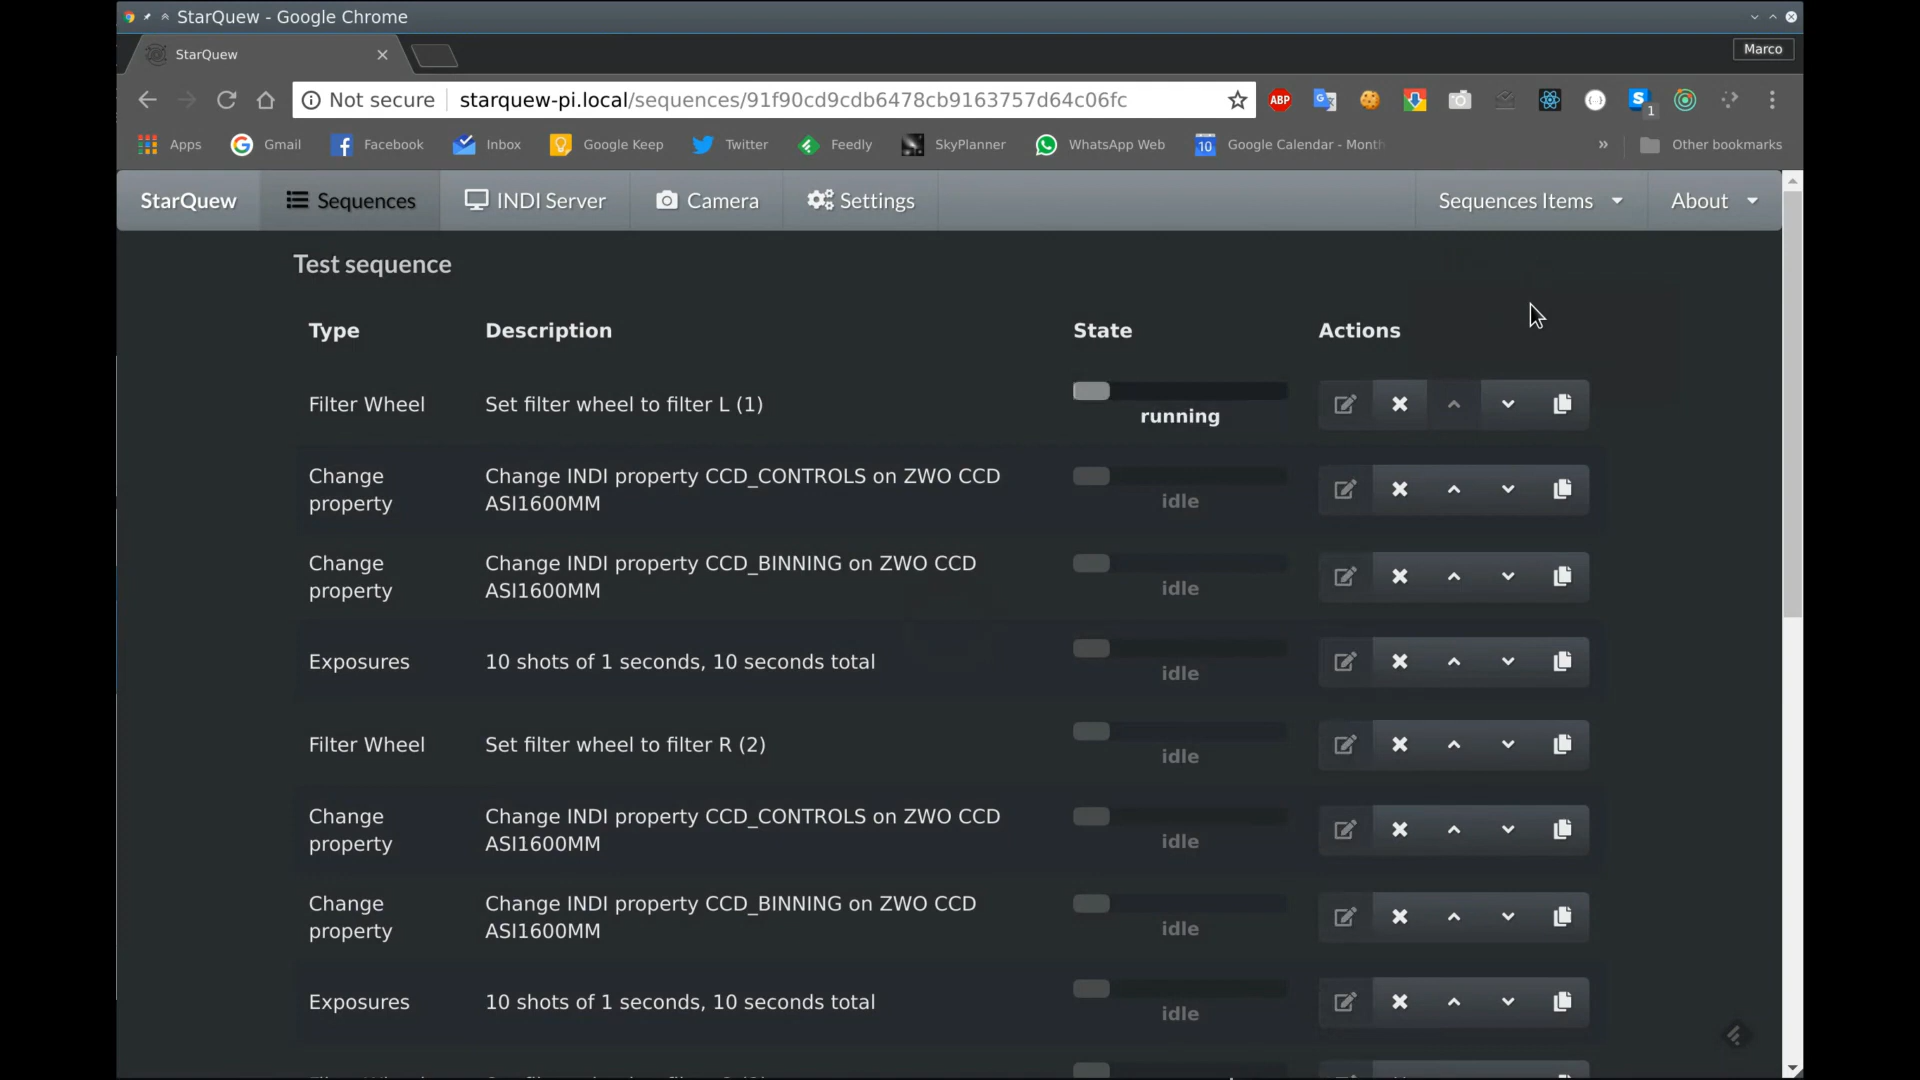 StarQuew - Google Chrome
StarQuew
Marco
Not secure starquew-pi.local/sequences/91f90cd9cdb6478cb9163757d64c06fc
ABP
1
Apps Gmail Facebook Inbox Google Keep Twitter Feedly SkyPlanner WhatsApp Web 10 Google Calendar - Month » Other bookmarks
StarQuew Sequences INDI Server Camera Settings Sequences Items About
Test sequence
Type Description State Actions
Filter Wheel Set filter wheel to filter L (1) running
Change property Change INDI property CCD_CONTROLS on ZWO CCD
ASI1600MM idle
Change property Change INDI property CCD_BINNING on ZWO CCD
ASI1600MM idle
Exposures 10 shots of 1 seconds, 10 seconds total idle
Filter Wheel Set filter wheel to filter R (2) idle
Change property Change INDI property CCD_CONTROLS on ZWO CCD
ASI1600MM idle
Change property Change INDI property CCD_BINNING on ZWO CCD
ASI1600MM idle
Exposures 10 shots of 1 seconds, 10 seconds total idle